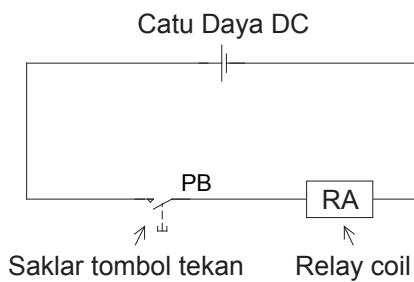 Catu Daya DC
PB
RA
Saklar tombol tekan
Relay coil